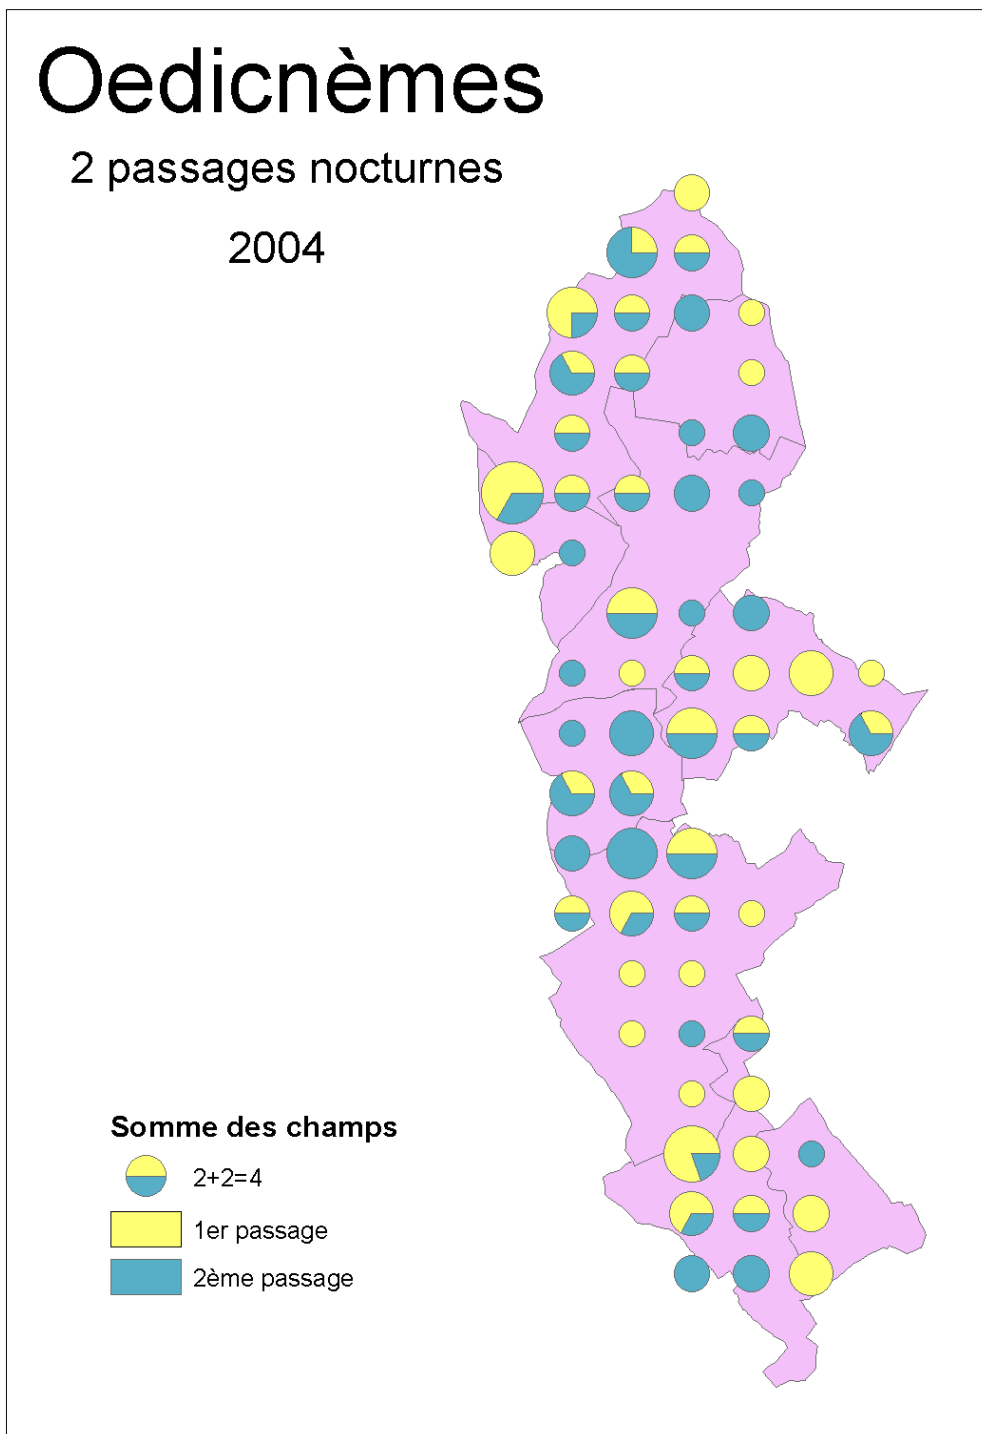 Oedicnèmes
2 passages nocturnes
2004
Somme des champs
2+2=4
1er passage
2ème passage